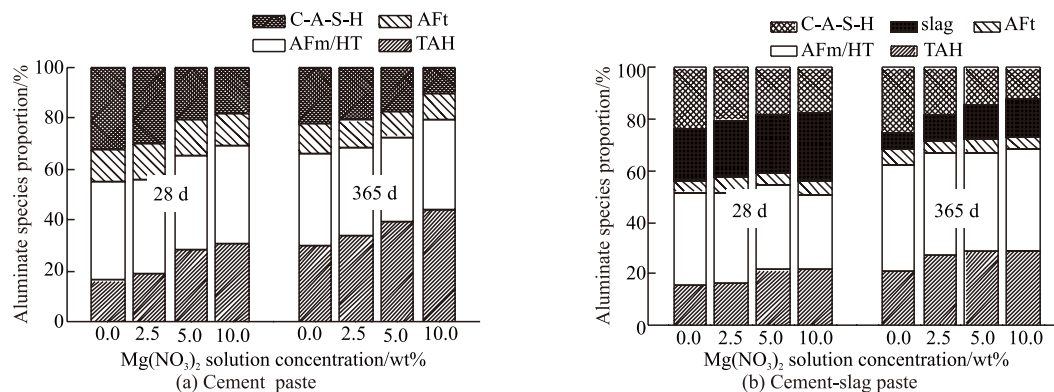 C-A-S-H AFt
AFm/HT TAH
Aluminate species proportion/%
100
80
60
40
20
0
28 d 365 d
0.0 2.5 5.0 10.0 0.0 2.5 5.0 10.0
Mg(NO₃)₂ solution concentration/wt%
(a) Cement paste
C-A-S-H slag AFt
AFm/HT TAH
Aluminate species proportion/%
100
80
60
40
20
0
28 d 365 d
0.0 2.5 5.0 10.0 0.0 2.5 5.0 10.0
Mg(NO₃)₂ solution concentration/wt%
(b) Cement-slag paste